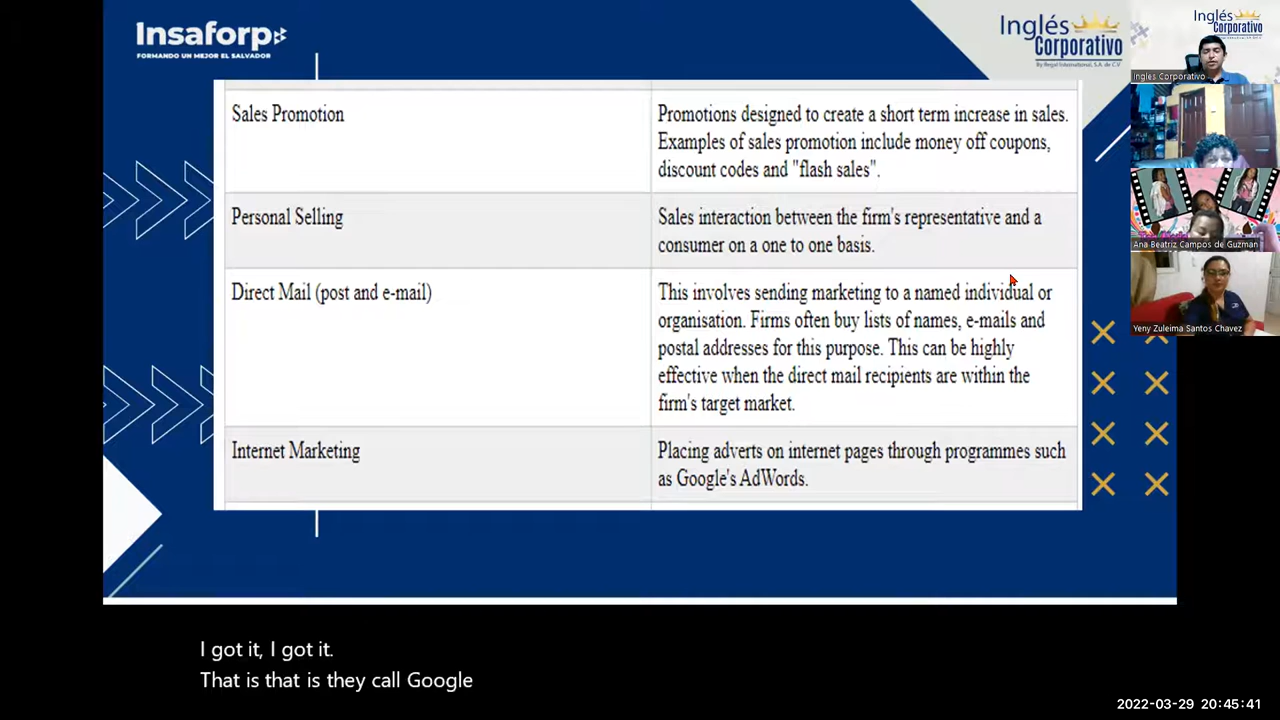 Insaforp
FORMANDO UN MEJOR EL SALVADOR
Inglés
Corporativo
By Regal International, S.A. de C.V
Sales Promotion
Promotions designed to create a short term increase in sales.
Examples of sales promotion include money off coupons,
discount codes and "flash sales".
Personal Selling
Sales interaction between the firm's representative and a
consumer on a one to one basis.
Direct Mail (post and e-mail)
This involves sending marketing to a named individual or
organisation. Firms often buy lists of names, e-mails and
postal addresses for this purpose. This can be highly
effective when the direct mail recipients are within the
firm's target market.
Internet Marketing
Placing adverts on internet pages through programmes such
as Google's AdWords.
Inglés
Corporativo
Ingles Corporativo
Ana Beatriz Campos de Guzman
Yeny Zuleima Santos Chavez
I got it, I got it.
That is that is they call Google
2022-03-29 20:45:41